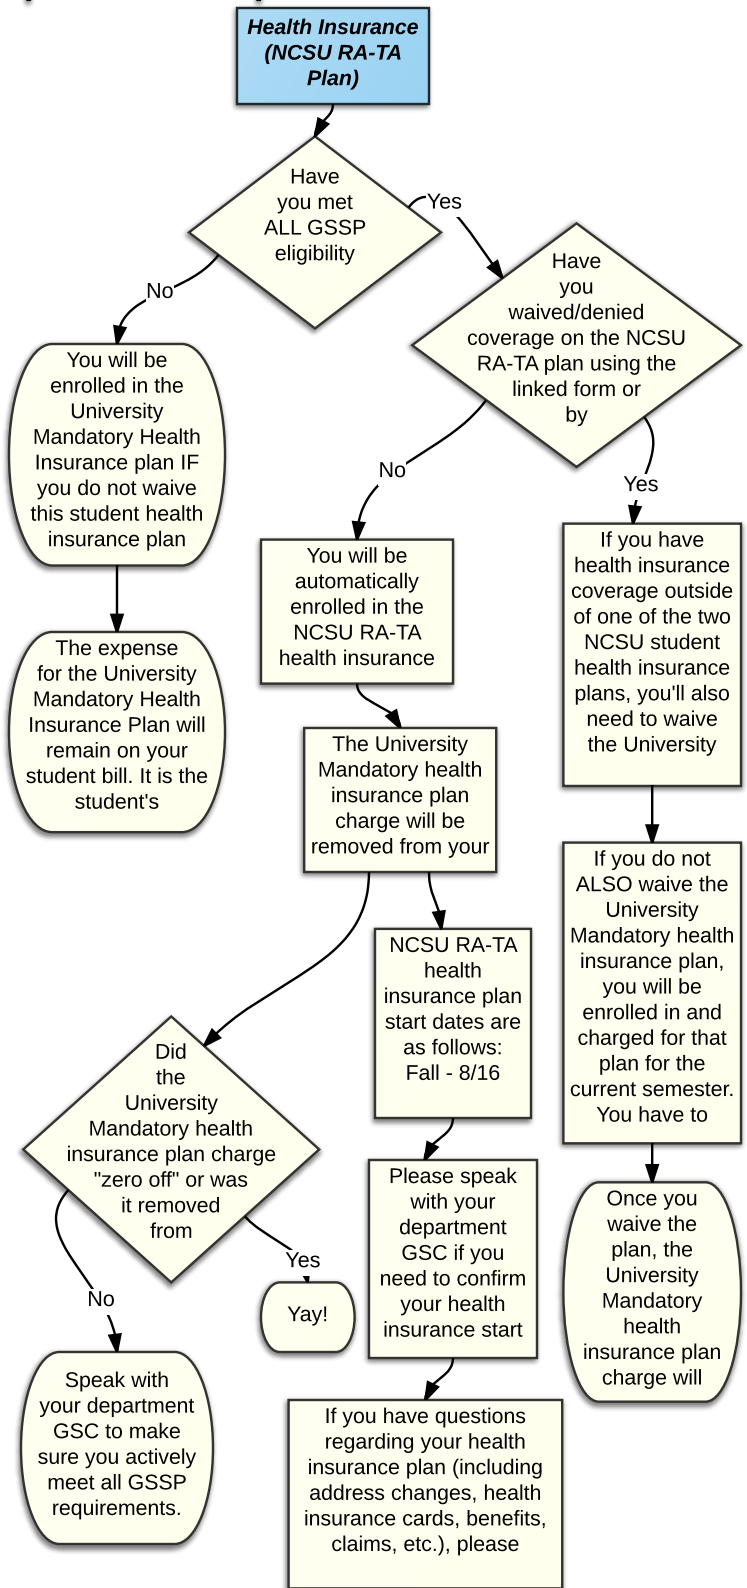 Health Insurance
(NCSU RA-TA
Plan)
Have
you met
ALL GSSP
eligibility
Yes
No
Have
you
waived/denied
coverage on the NCSU
RA-TA plan using the
linked form or
by
You will be
enrolled in the
University
Mandatory Health
Insurance plan IF
you do not waive
this student health
insurance plan
No
Yes
The expense
for the University
Mandatory Health
Insurance Plan will
remain on your
student bill. It is the
student's
You will be
automatically
enrolled in the
NCSU RA-TA
health insurance
If you have
health insurance
coverage outside
of one of the two
NCSU student
health insurance
plans, you'll also
need to waive
the University
The University
Mandatory health
insurance plan
charge will be
removed from your
If you do not
ALSO waive the
University
Mandatory health
insurance plan,
you will be
enrolled in and
charged for that
plan for the
current semester.
You have to
NCSU RA-TA
health
insurance plan
start dates are
as follows:
Fall - 8/16
Did
the
University
Mandatory health
insurance plan charge
"zero off" or was
it removed
from
Yes
No
Yay!
Please speak
with your
department
GSC if you
need to confirm
your health
insurance start
Once you
waive the
plan, the
University
Mandatory
health
insurance plan
charge will
Speak with
your department
GSC to make
sure you actively
meet all GSSP
requirements.
If you have questions
regarding your health
insurance plan (including
address changes, health
insurance cards, benefits,
claims, etc.), please